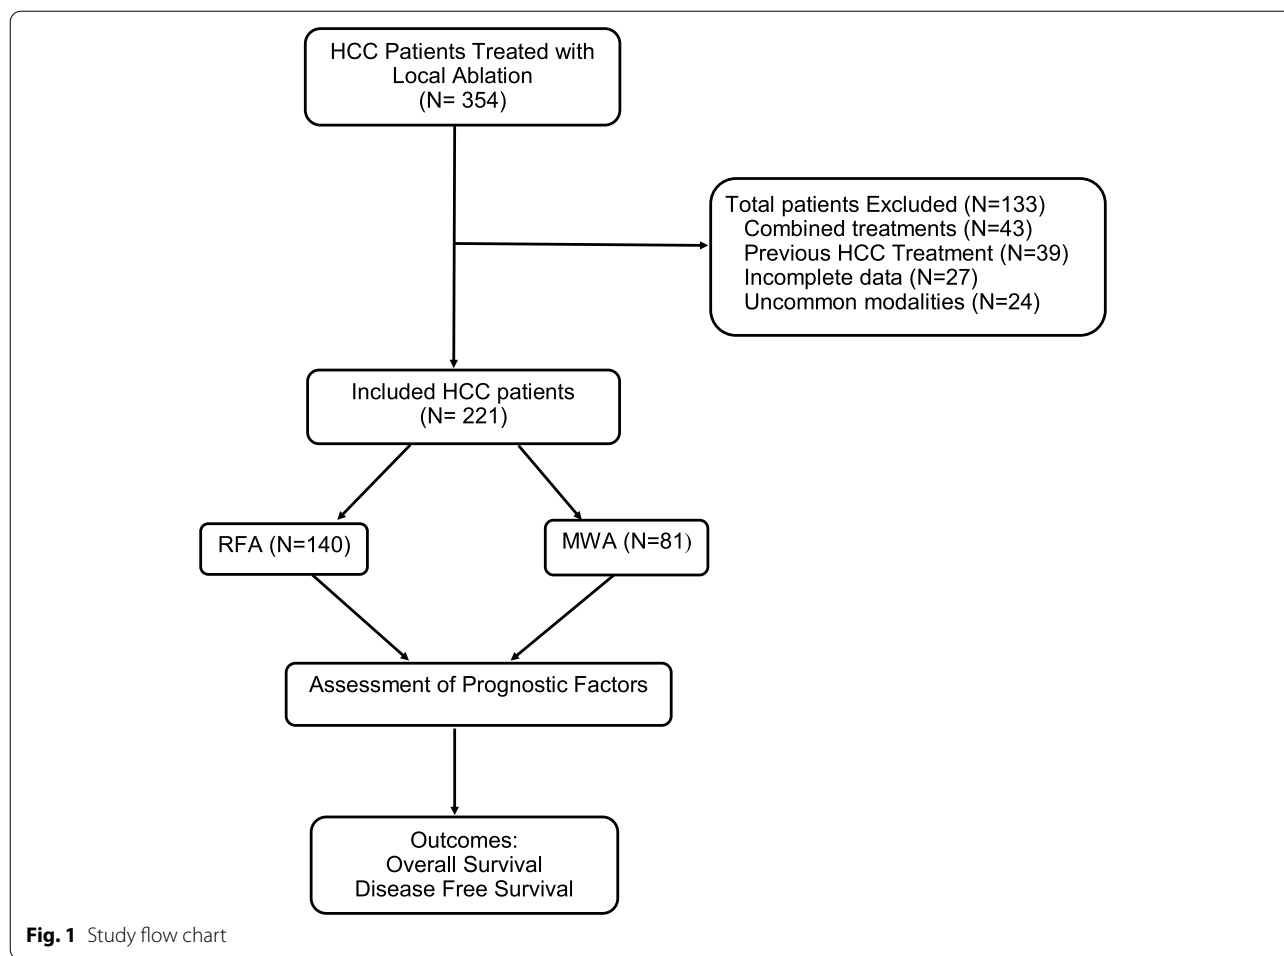 HCC Patients Treated with
Local Ablation
(N= 354)
Total patients Excluded (N=133)
Combined treatments (N=43)
Previous HCC Treatment (N=39)
Incomplete data (N=27)
Uncommon modalities (N=24)
Included HCC patients
(N= 221)
RFA (N=140)
MWA (N=81)
Assessment of Prognostic Factors
Outcomes:
Overall Survival
Disease Free Survival
Fig. 1 Study flow chart